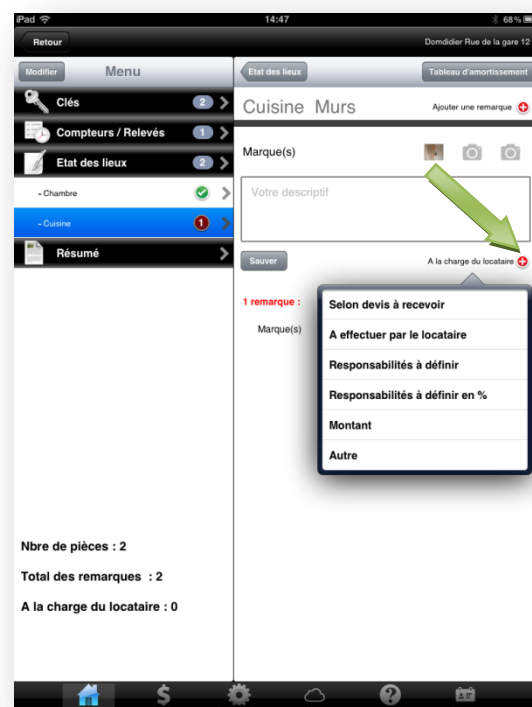 iPad 14:47 68 %
Retour Domdidier Rue de la gare 12
Modifier Menu
Clés 2
Compteurs / Relevés 1
Etat des lieux 2
- Chambre
- Cuisine 1
Résumé
Nbre de pièces : 2
Total des remarques : 2
A la charge du locataire : 0
Etat des lieux Tableau d'amortissement
Cuisine Murs Ajouter une remarque
Marque(s)
Votre descriptif
Sauver A la charge du locataire
1 remarque :
Marque(s)
Selon devis à recevoir
A effectuer par le locataire
Responsabilités à définir
Responsabilités à définir en %
Montant
Autre